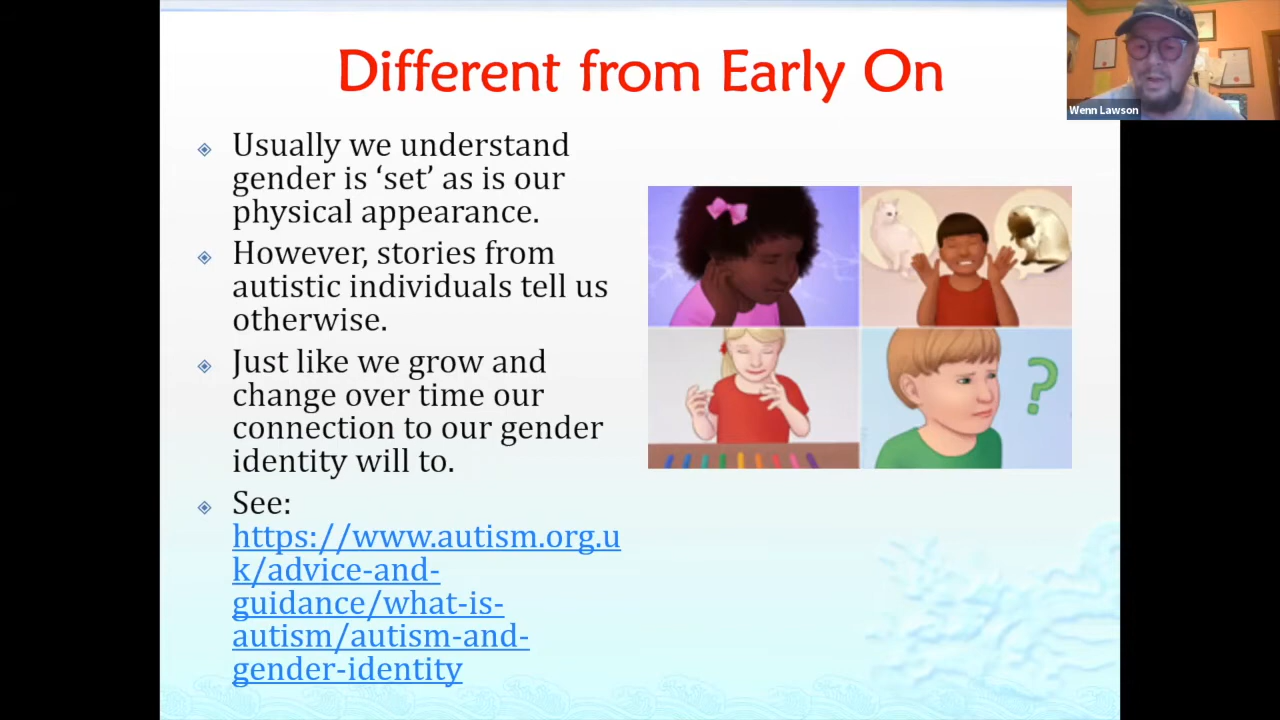 Different from Early On
Usually we understand
gender is ‘set’ as is our
physical appearance.
However, stories from
autistic individuals tell us
otherwise.
Just like we grow and
change over time our
connection to our gender
identity will to.
See:
https://www.autism.org.u
k/advice-and-
guidance/what-is-
autism/autism-and-
gender-identity
?
Wenn Lawson